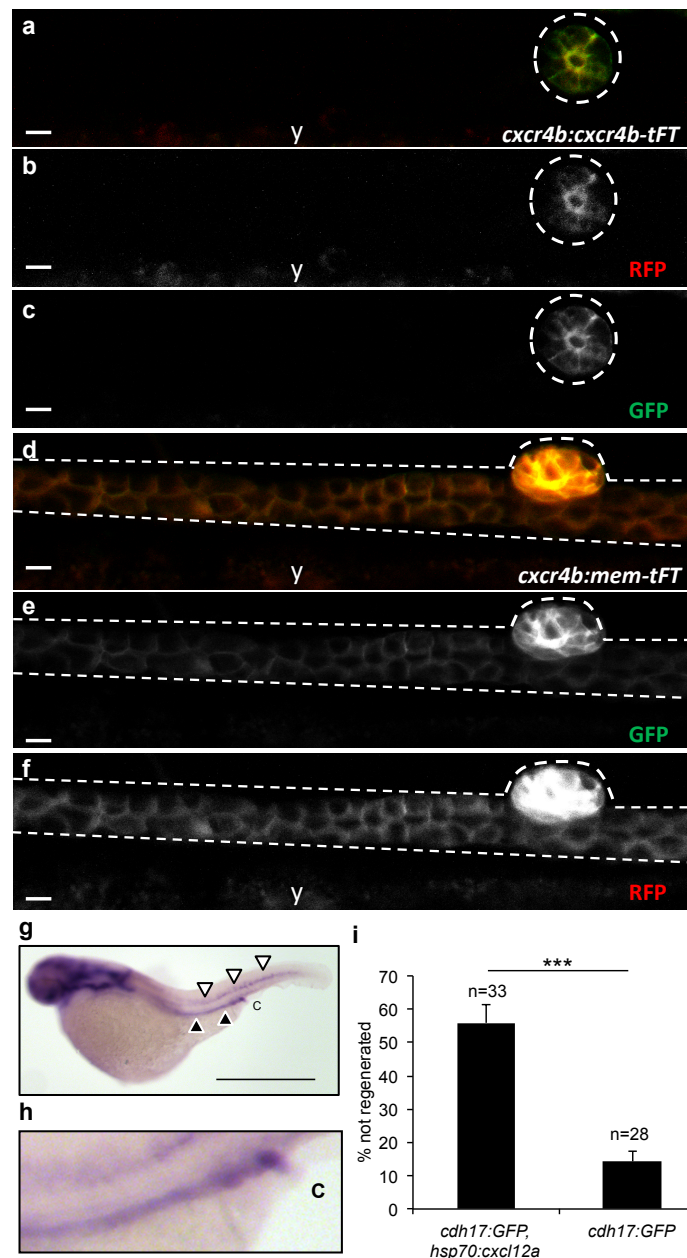 a
y
cxcr4b:cxcr4b-tFT
b
y
RFP
c
GFP
d
y
cxcr4b:mem-tFT
e
GFP
f
y
RFP
g
c
h
C
i
***
% not regenerated
70
60
50
40
30
20
10
0
n=33
n=28
cdh17:GFP,
hsp70:cxcl12a
cdh17:GFP